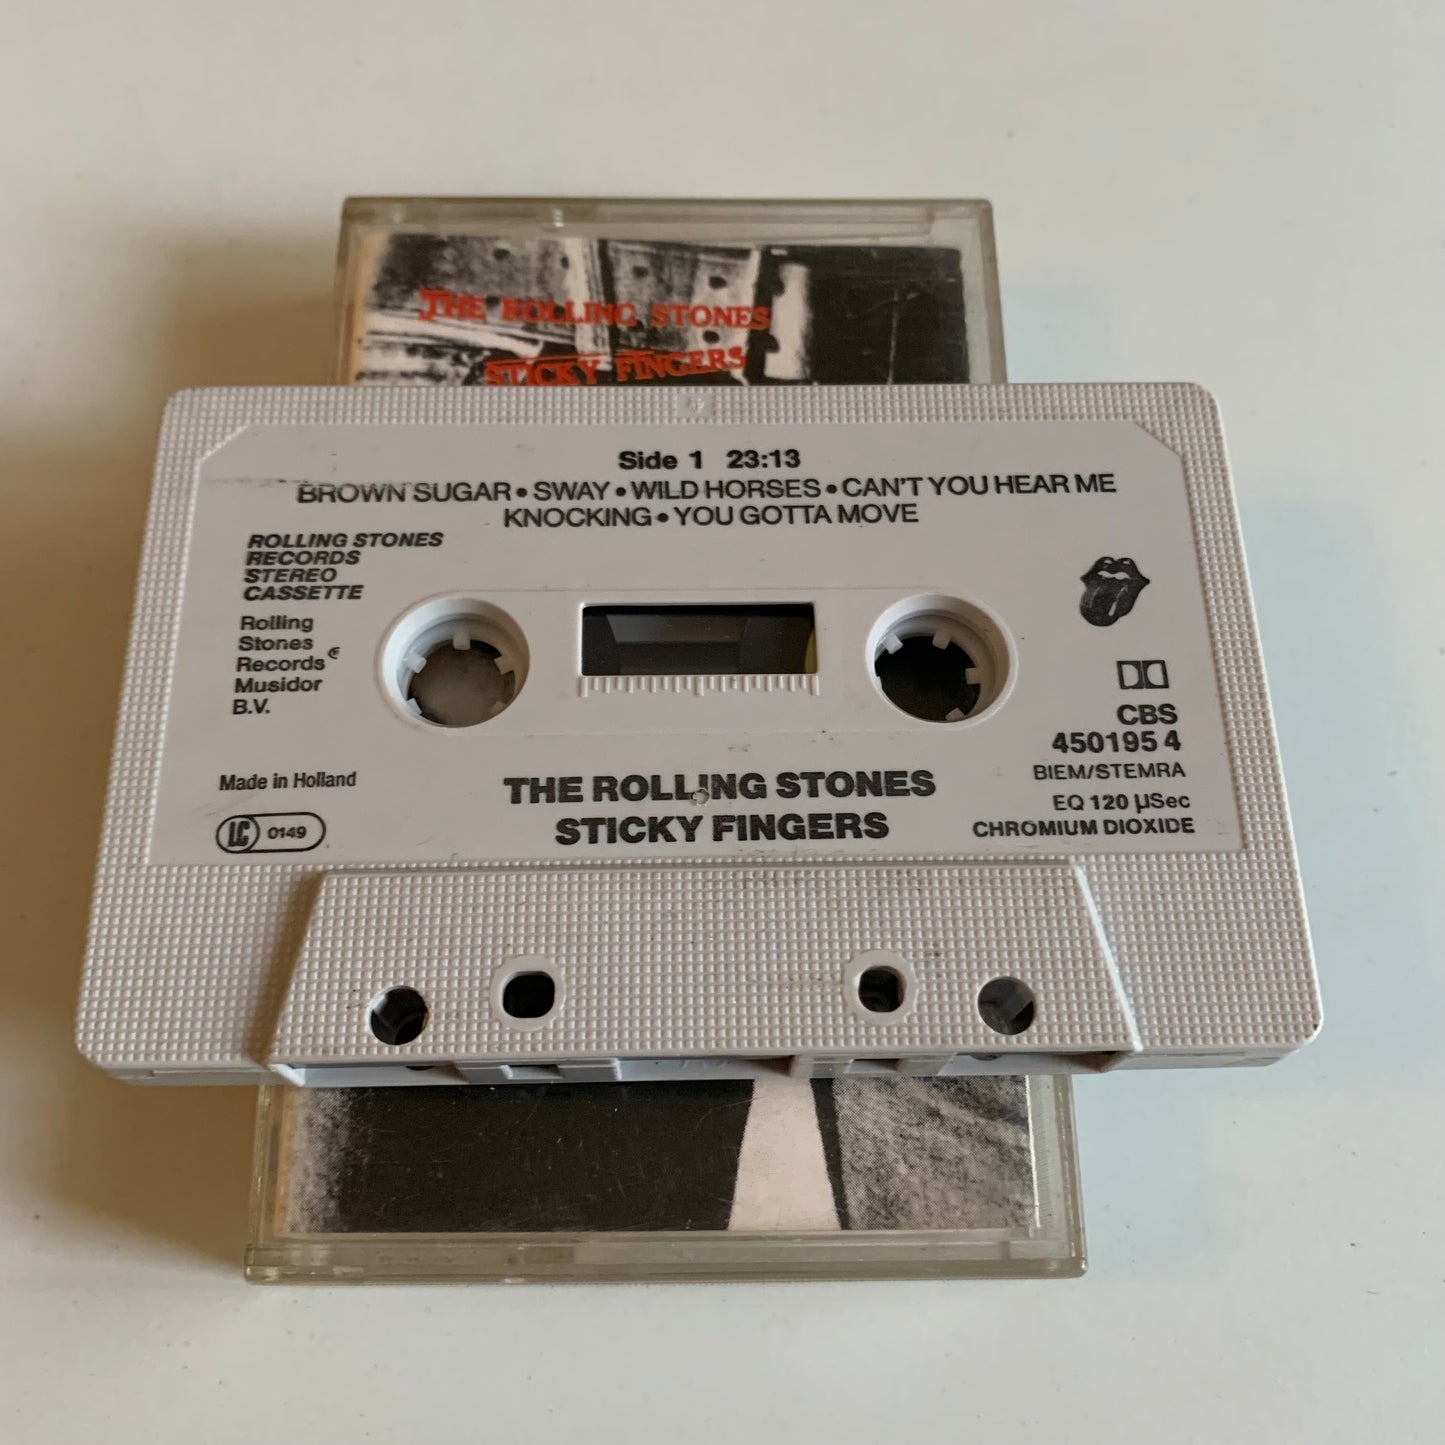 THE ROLLING STONES
STICKY FINGERS
Side 1 23:13
BROWN SUGAR • SWAY • WILD HORSES • CAN'T YOU HEAR ME
KNOCKING • YOU GOTTA MOVE
ROLLING STONES
RECORDS
STEREO
CASSETTE
Rolling
Stones
Records
Musidor
B.V.
Made in Holland
LC 0149
CBS
450195 4
BIEM/STEMRA
EQ 120 µSec
CHROMIUM DIOXIDE
THE ROLLING STONES
STICKY FINGERS